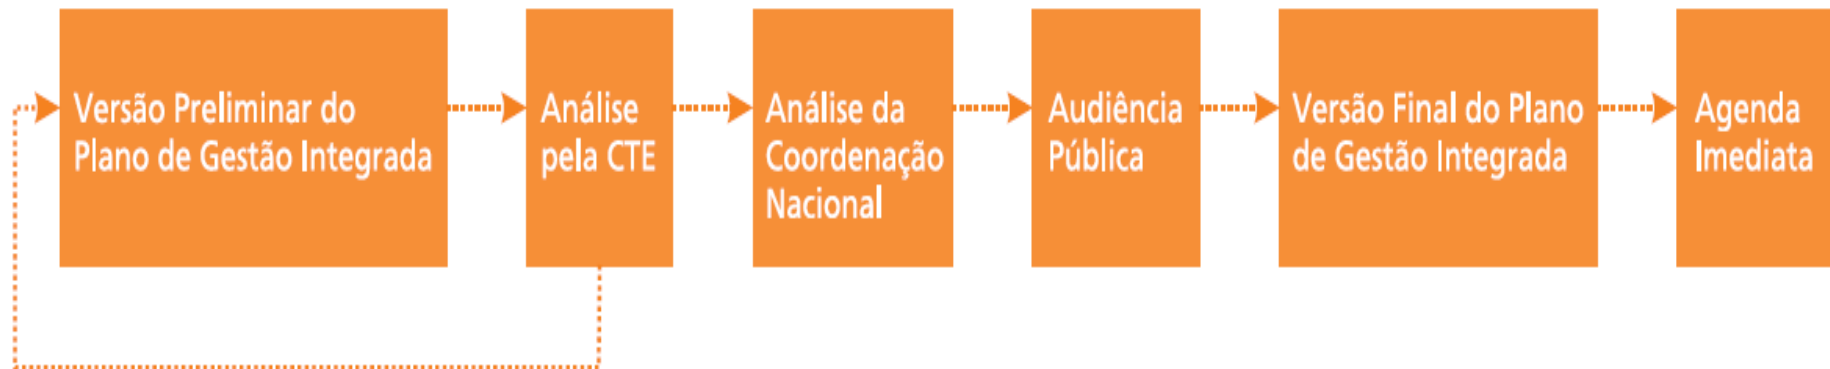 Versão Preliminar do
Plano de Gestão Integrada
Análise
pela CTE
Análise da
Coordenação
Nacional
Audiência
Pública
Versão Final do Plano
de Gestão Integrada
Agenda
Imediata